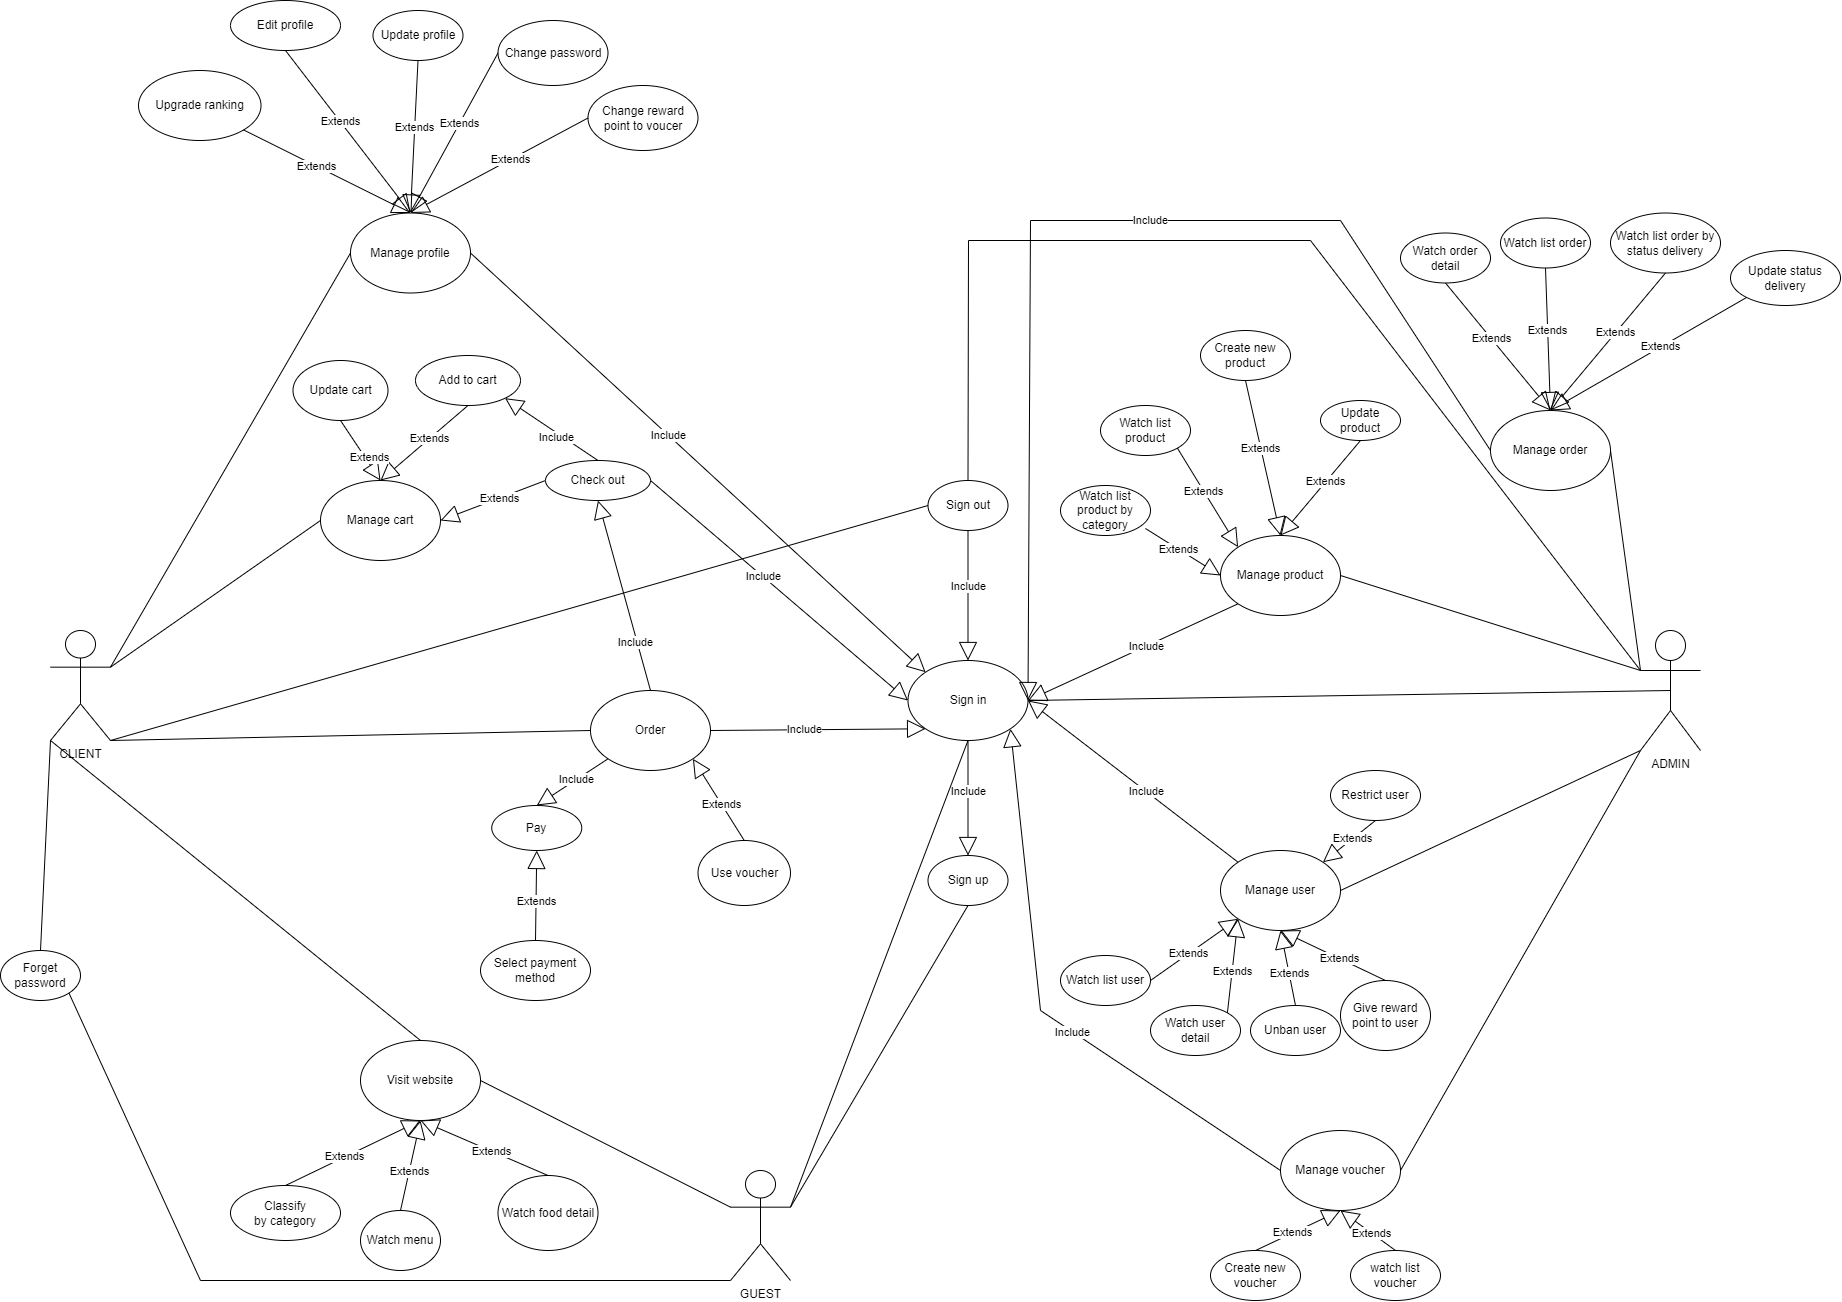 Edit profile
Update profile
Change password
Upgrade ranking
Change reward
point to voucer
Extends
Extends
Extends
Extends
Extends
Manage profile
Include
Watch order
detail
Watch list order
Watch list order by
status delivery
Update status
delivery
Extends
Extends
Extends
Extends
Manage order
Include
Create new
product
Watch list
product
Update
product
Watch list
product by
category
Extends
Extends
Extends
Extends
Manage product
Include
Update cart
Add to cart
Extends
Extends
Include
Check out
Extends
Manage cart
Include
Sign out
Include
Include
Sign in
Order
Include
Include
Pay
Extends
Use voucher
Extends
Select payment
method
Include
Sign up
CLIENT
ADMIN
Include
Restrict user
Extends
Manage user
Extends
Extends
Extends
Extends
Watch list user
Watch user
detail
Unban user
Give reward
point to user
Forget
password
Include
Visit website
Extends
Extends
Extends
Classify
by category
Watch menu
Watch food detail
GUEST
Manage voucher
Extends
Extends
Create new
voucher
watch list
voucher